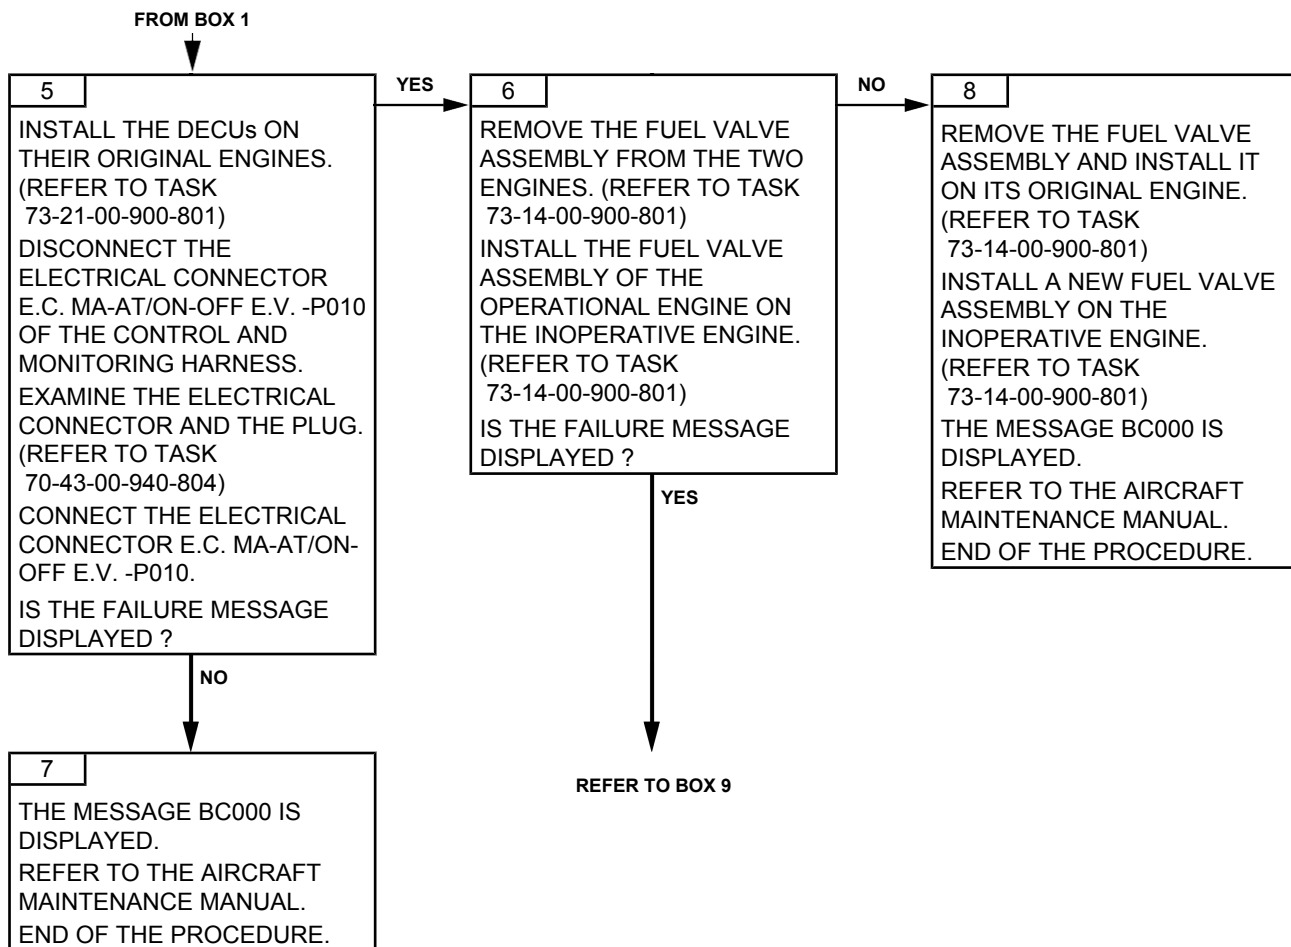 FROM BOX 1
5
INSTALL THE DECUs ON
THEIR ORIGINAL ENGINES.
(REFER TO TASK
73-21-00-900-801)
DISCONNECT THE
ELECTRICAL CONNECTOR
E.C. MA-AT/ON-OFF E.V. -P010
OF THE CONTROL AND
MONITORING HARNESS.
EXAMINE THE ELECTRICAL
CONNECTOR AND THE PLUG.
(REFER TO TASK
70-43-00-940-804)
CONNECT THE ELECTRICAL
CONNECTOR E.C. MA-AT/ON-
OFF E.V. -P010.
IS THE FAILURE MESSAGE
DISPLAYED ?
YES
6
REMOVE THE FUEL VALVE
ASSEMBLY FROM THE TWO
ENGINES. (REFER TO TASK
73-14-00-900-801)
INSTALL THE FUEL VALVE
ASSEMBLY OF THE
OPERATIONAL ENGINE ON
THE INOPERATIVE ENGINE.
(REFER TO TASK
73-14-00-900-801)
IS THE FAILURE MESSAGE
DISPLAYED ?
NO
8
REMOVE THE FUEL VALVE
ASSEMBLY AND INSTALL IT
ON ITS ORIGINAL ENGINE.
(REFER TO TASK
73-14-00-900-801)
INSTALL A NEW FUEL VALVE
ASSEMBLY ON THE
INOPERATIVE ENGINE.
(REFER TO TASK
73-14-00-900-801)
THE MESSAGE BC000 IS
DISPLAYED.
REFER TO THE AIRCRAFT
MAINTENANCE MANUAL.
END OF THE PROCEDURE.
YES
REFER TO BOX 9
NO
7
THE MESSAGE BC000 IS
DISPLAYED.
REFER TO THE AIRCRAFT
MAINTENANCE MANUAL.
END OF THE PROCEDURE.